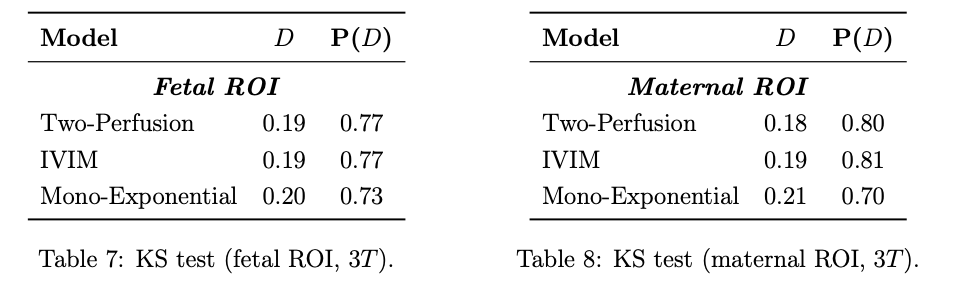 Model D P(D)
Fetal ROI
Two-Perfusion 0.19 0.77
IVIM 0.19 0.77
Mono-Exponential 0.20 0.73
Table 7: KS test (fetal ROI, 3T).
Model D P(D)
Maternal ROI
Two-Perfusion 0.18 0.80
IVIM 0.19 0.81
Mono-Exponential 0.21 0.70
Table 8: KS test (maternal ROI, 3T).